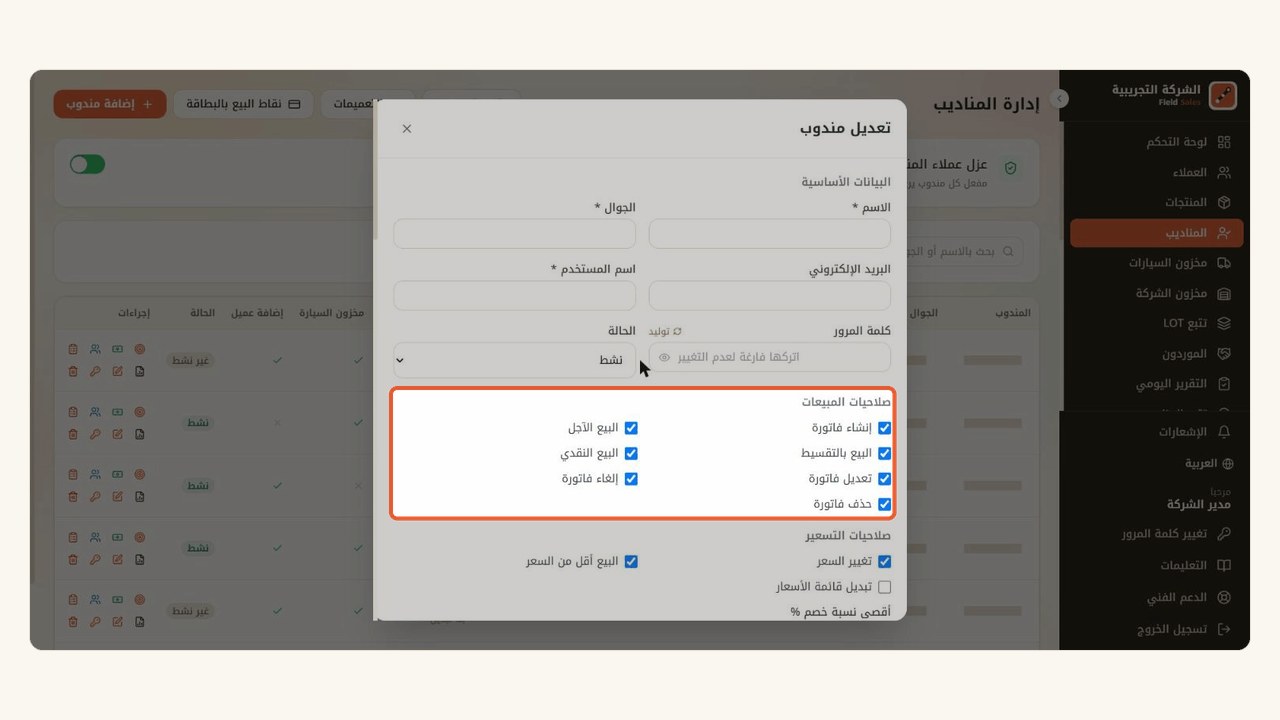 الشركة التجريبية
Field Sales
لوحة التحكم
العملاء
المنتجات
المناديب
مخزون السيارات
مخزون الشركة
تتبع LOT
الموردون
التقرير اليومي
الإشعارات
العربية
مرحبا
مدير الشركة
تغيير كلمة المرور
التعليمات
الدعم الفني
تسجيل الخروج
إدارة المناديب
نقاط البيع بالبطاقة
إضافة مندوب
عزل عملاء
مفعل كل مندوب
بحث بالاسم أو
المندوب
الجوال
مخزون السيارة
إضافة عميل
الحالة
إجراءات
غير نشط
نشط
نشط
نشط
غير نشط
تعديل مندوب
البيانات الأساسية
الاسم *
الجوال *
البريد الإلكتروني
اسم المستخدم *
كلمة المرور
توليد
الحالة
اتركها فارغة لعدم التغيير
نشط
صلاحيات المبيعات
إنشاء فاتورة
البيع الآجل
البيع بالتقسيط
البيع النقدي
تعديل فاتورة
إلغاء فاتورة
حذف فاتورة
صلاحيات التسعير
تغيير السعر
البيع أقل من السعر
تبديل قائمة الأسعار
أقصى نسبة خصم %